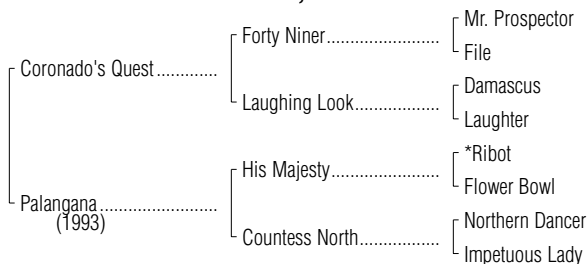 Mr. Prospector
Forty Niner
File
Coronado's Quest
Damascus
Laughing Look
Laughter
*Ribot
His Majesty
Flower Bowl
Palangana
(1993)
Northern Dancer
Countess North
Impetuous Lady